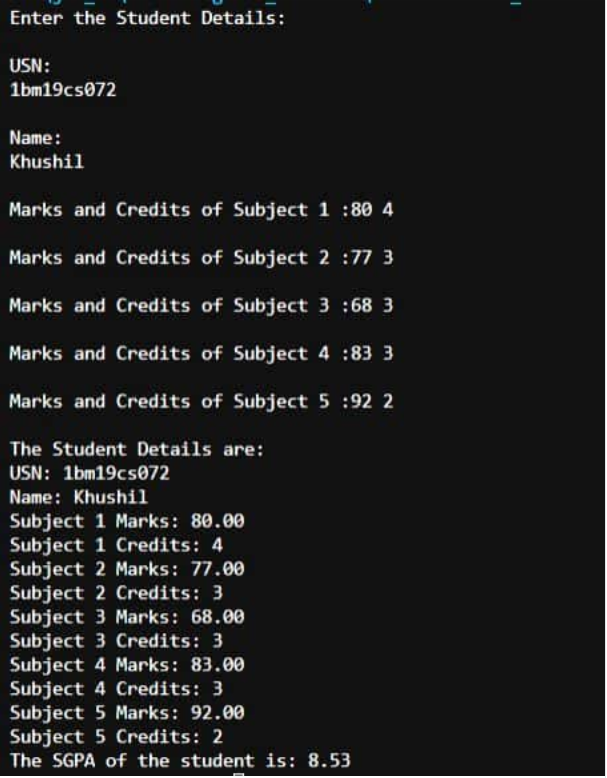 Enter the Student Details:
USN:
1bm19cs072
Name:
Khushil
Marks and Credits of Subject 1 :80 4
Marks and Credits of Subject 2 :77 3
Marks and Credits of Subject 3 :68 3
Marks and Credits of Subject 4 :83 3
Marks and Credits of Subject 5 :92 2
The Student Details are:
USN: 1bm19cs072
Name: Khushil
Subject 1 Marks: 80.00
Subject 1 Credits: 4
Subject 2 Marks: 77.00
Subject 2 Credits: 3
Subject 3 Marks: 68.00
Subject 3 Credits: 3
Subject 4 Marks: 83.00
Subject 4 Credits: 3
Subject 5 Marks: 92.00
Subject 5 Credits: 2
The SGPA of the student is: 8.53